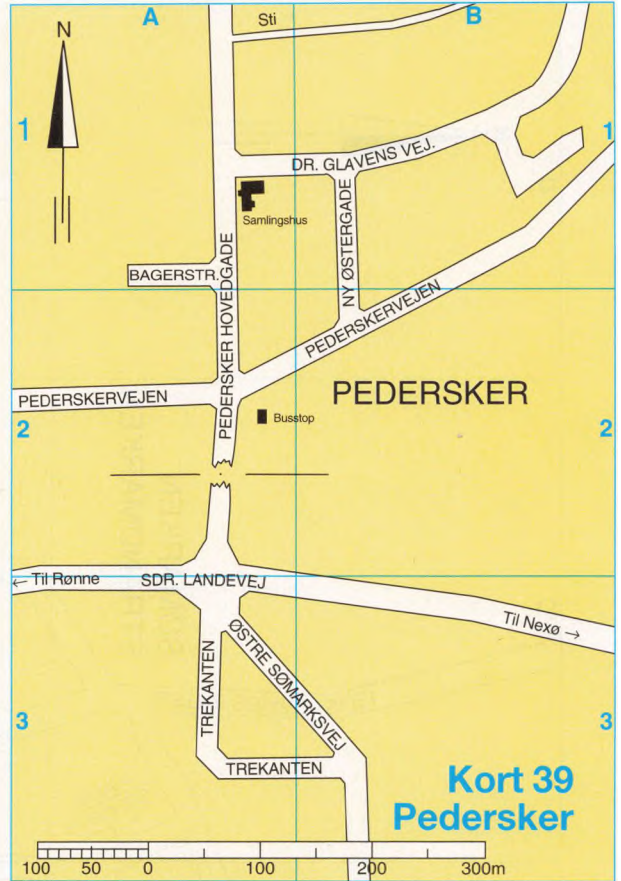 A
B
Sti
N
1
1
DR. GLAVENS VEJ.
Samlingshus
NY ØSTERGADE
BAGERSTR.
PEDERSKER HOVEDGADE
PEDERSKERVEJEN
PEDERSKER
PEDERSKERVEJEN
Busstop
2
2
← Til Rønne
SDR. LANDEVEJ
Til Nexø →
ØSTRE SØMARKSVEJ
TREKANTEN
3
3
TREKANTEN
Kort 39
Pedersker
100 50 0 100 200 300m